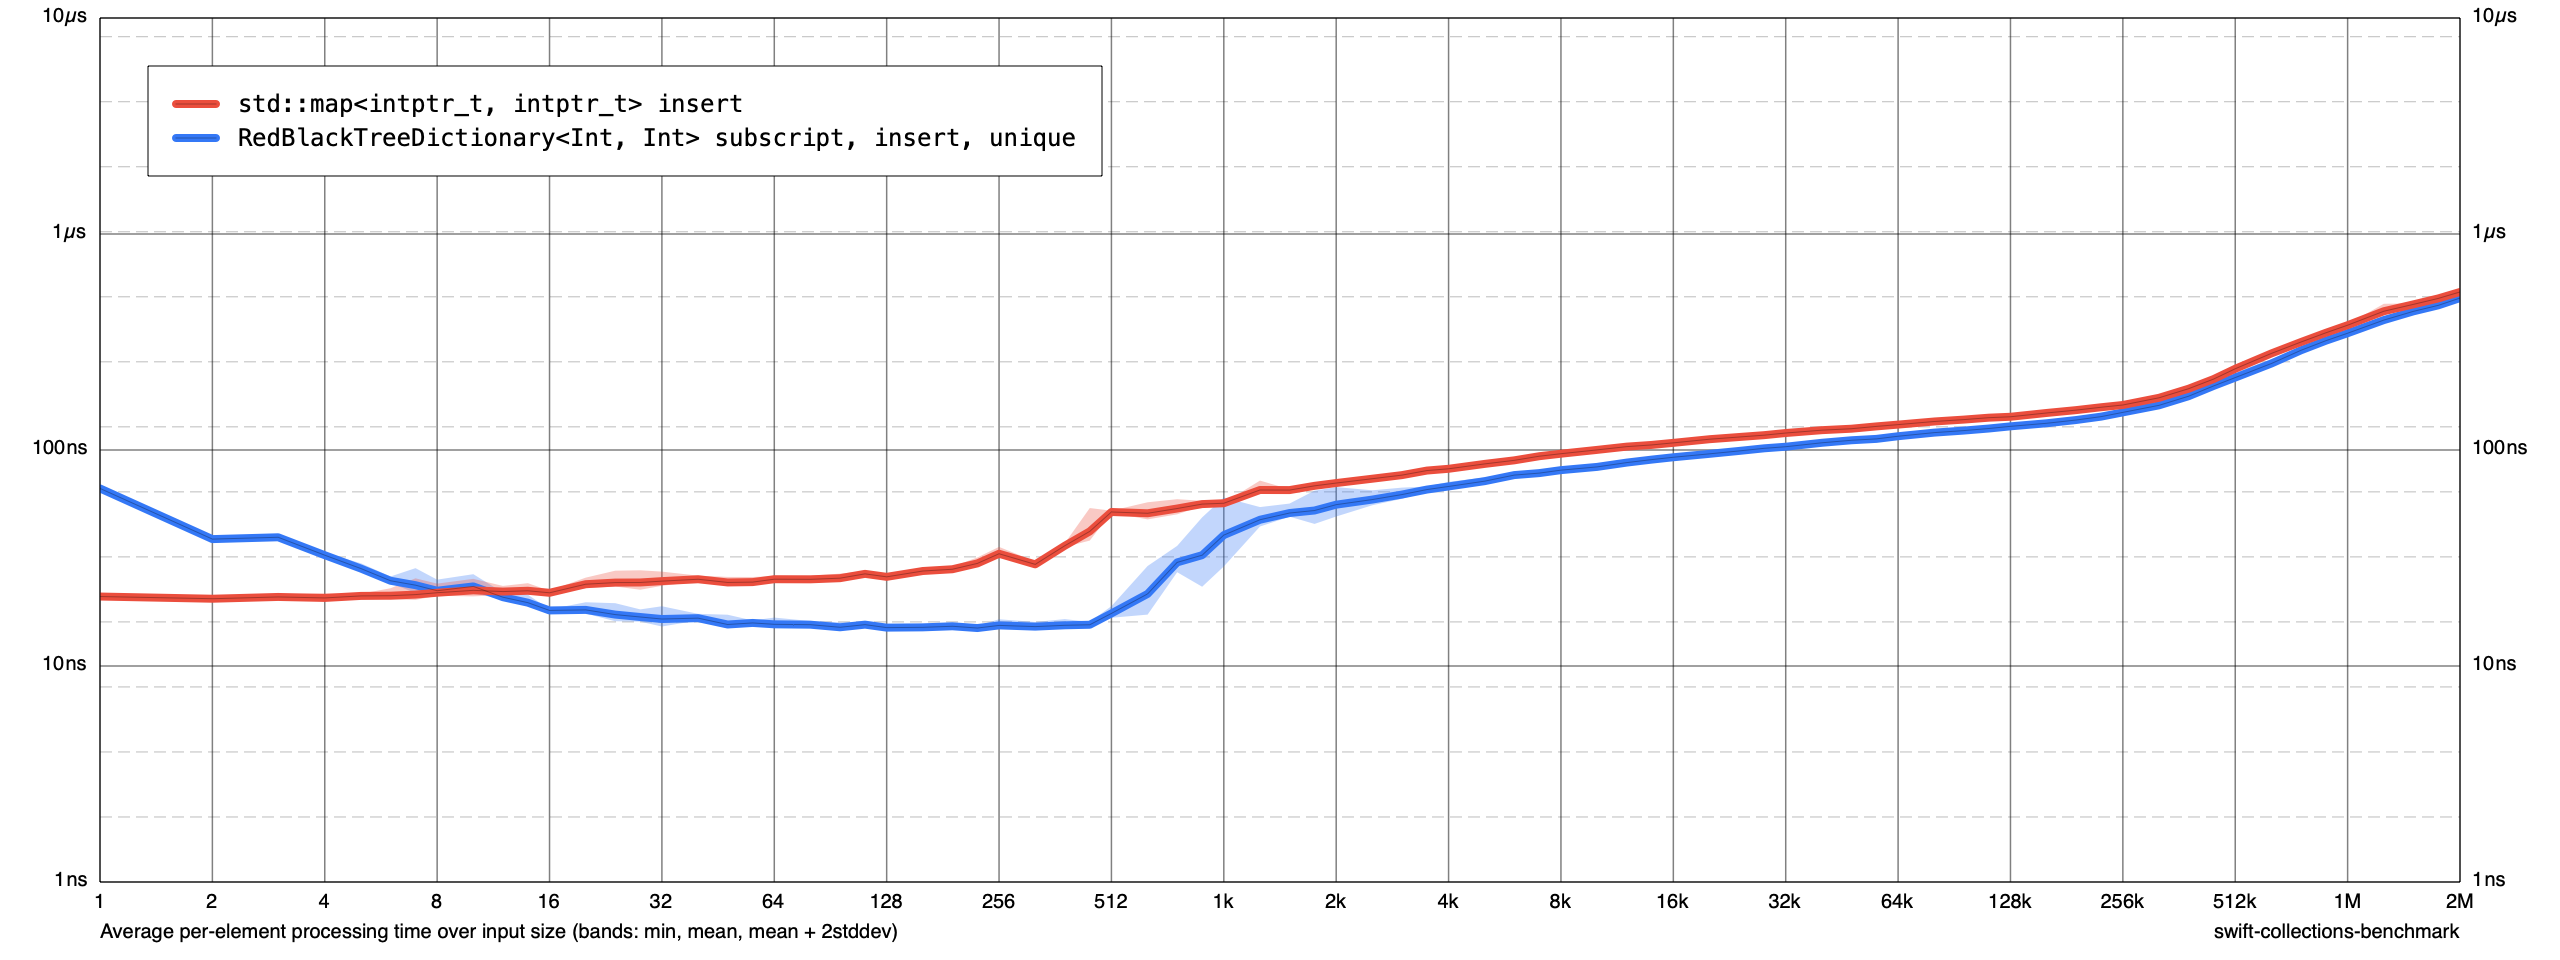 10µs 10µs
std::map<intptr_t, intptr_t> insert
RedBlackTreeDictionary<Int, Int> subscript, insert, unique
1µs 1µs
100ns 100ns
10ns 10ns
1ns 1ns
1 2 4 8 16 32 64 128 256 512 1k 2k 4k 8k 16k 32k 64k 128k 256k 512k 1M 2M
Average per-element processing time over input size (bands: min, mean, mean + 2stddev) swift-collections-benchmark